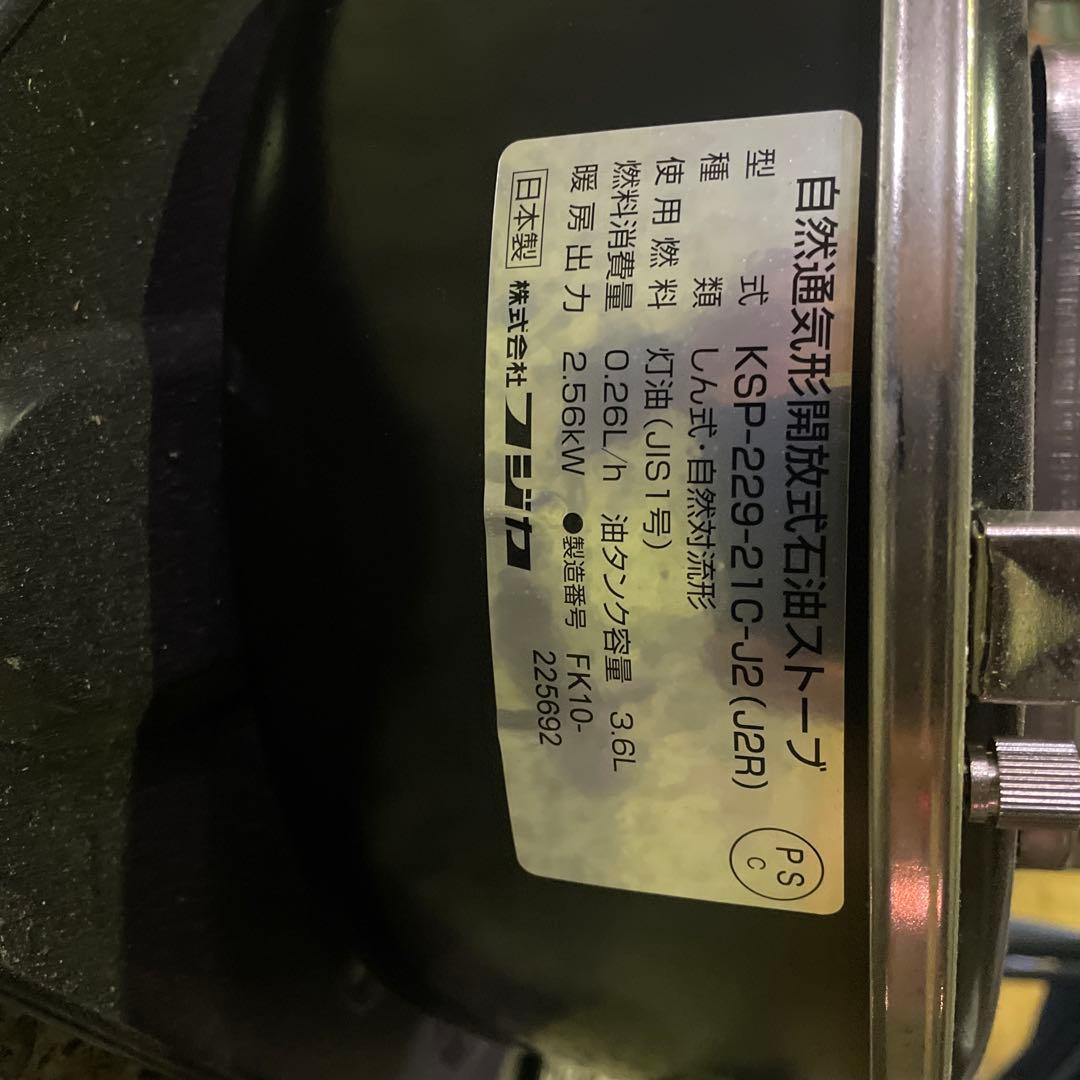 自然通気形開放式石油ストーブ
型式 KSP-229-21C-J2(J2R)
種類 しん式・自然対流形
使用燃料 灯油(JIS1号)
燃料消費量 0.26L/h 油タンク容量 3.6L
暖房出力 2.56kW ●製造番号 FK10-
225692
日本製 株式会社フジカ
PS
C